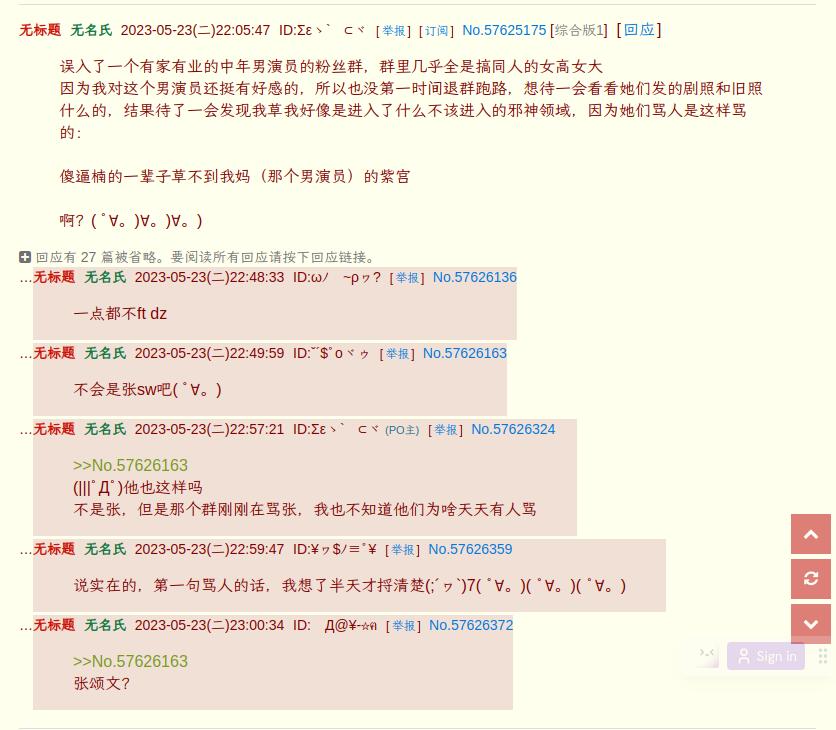 无标题 无名氏 2023-05-23(二)22:05:47 ID:Σεヽ` ⊂ヾ [举报] [订阅] No.57625175 [综合版1] [回应]
误入了一个有家有业的中年男演员的粉丝群，群里几乎全是搞同人的女高女大
因为我对这个男演员还挺有好感的，所以也没第一时间退群跑路，想待一会看看她们发的剧照和旧照
什么的，结果待了一会发现我草我好像是进入了什么不该进入的邪神领域，因为她们骂人是这样骂
的：
傻逼楠的一辈子草不到我妈（那个男演员）的紫宫
啊？( ﾟ∀。)∀。)∀。)
回应有 27 篇被省略。要阅读所有回应请按下回应链接。
…无标题 无名氏 2023-05-23(二)22:48:33 ID:ωﾉ ~ρヮ? [举报] No.57626136
一点都不ft dz
…无标题 无名氏 2023-05-23(二)22:49:59 ID:˘ˊ$ﾟoヾゥ [举报] No.57626163
不会是张sw吧( ﾟ∀。)
…无标题 无名氏 2023-05-23(二)22:57:21 ID:Σεヽ` ⊂ヾ (PO主) [举报] No.57626324
>>No.57626163
(|||ﾟДﾟ)他也这样吗
不是张，但是那个群刚刚在骂张，我也不知道他们为啥天天有人骂
…无标题 无名氏 2023-05-23(二)22:59:47 ID:¥ヮ$ﾉ≡ﾟ¥ [举报] No.57626359
说实在的，第一句骂人的话，我想了半天才捋清楚(;´ヮ`)7( ﾟ∀。)( ﾟ∀。)( ﾟ∀。)
…无标题 无名氏 2023-05-23(二)23:00:34 ID: Д@¥-☆ฅ [举报] No.57626372
>>No.57626163
张颂文？
Sign in